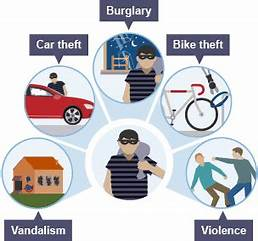 Burglary
Car theft
Bike theft
Vandalism
Violence